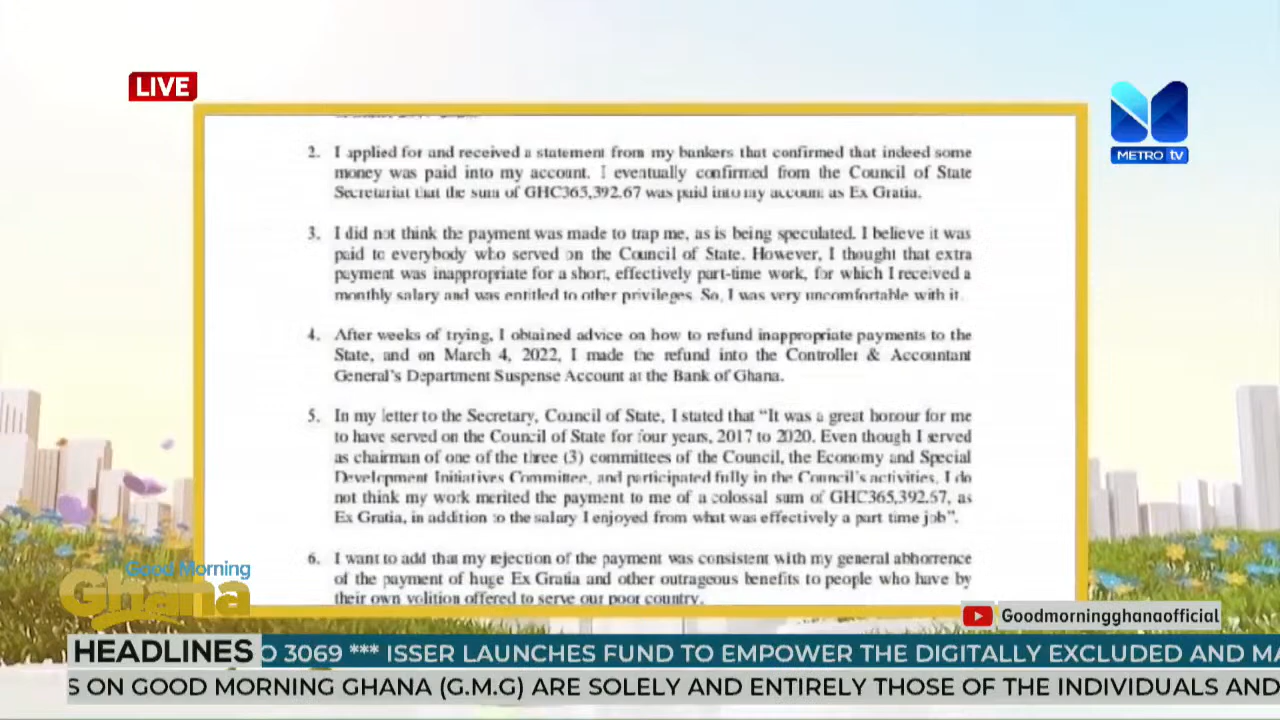 LIVE
METRO tv
2. I applied for and received a statement from my bankers that confirmed that indeed some
money was paid into my account. I eventually confirmed from the Council of State
Secretariat that the sum of GHC365,392.67 was paid into my account as Ex Gratia.
3. I did not think the payment was made to trap me, as is being speculated. I believe it was
paid to everybody who served on the Council of State. However, I thought that extra
payment was inappropriate for a short, effectively part-time work, for which I received a
monthly salary and was entitled to other privileges. So, I was very uncomfortable with it.
4. After weeks of trying, I obtained advice on how to refund inappropriate payments to the
State, and on March 4, 2022, I made the refund into the Controller & Accountant
General's Department Suspense Account at the Bank of Ghana.
5. In my letter to the Secretary, Council of State, I stated that "It was a great honour for me
to have served on the Council of State for four years, 2017 to 2020. Even though I served
as chairman of one of the three (3) committees of the Council, the Economy and Special
Development Initiatives Committee, and participated fully in the Council's activities, I do
not think my work merited the payment to me of a colossal sum of GHC365,392.67, as
Ex Gratia, in addition to the salary I enjoyed from what was effectively a part time job".
6. I want to add that my rejection of the payment was consistent with my general abhorrence
of the payment of huge Ex Gratia and other outrageous benefits to people who have by
their own volition offered to serve our poor country.
Good Morning
Ghana
Goodmorningghanaofficial
HEADLINES
O 3069 *** ISSER LAUNCHES FUND TO EMPOWER THE DIGITALLY EXCLUDED AND MA
S ON GOOD MORNING GHANA (G.M.G) ARE SOLELY AND ENTIRELY THOSE OF THE INDIVIDUALS AND